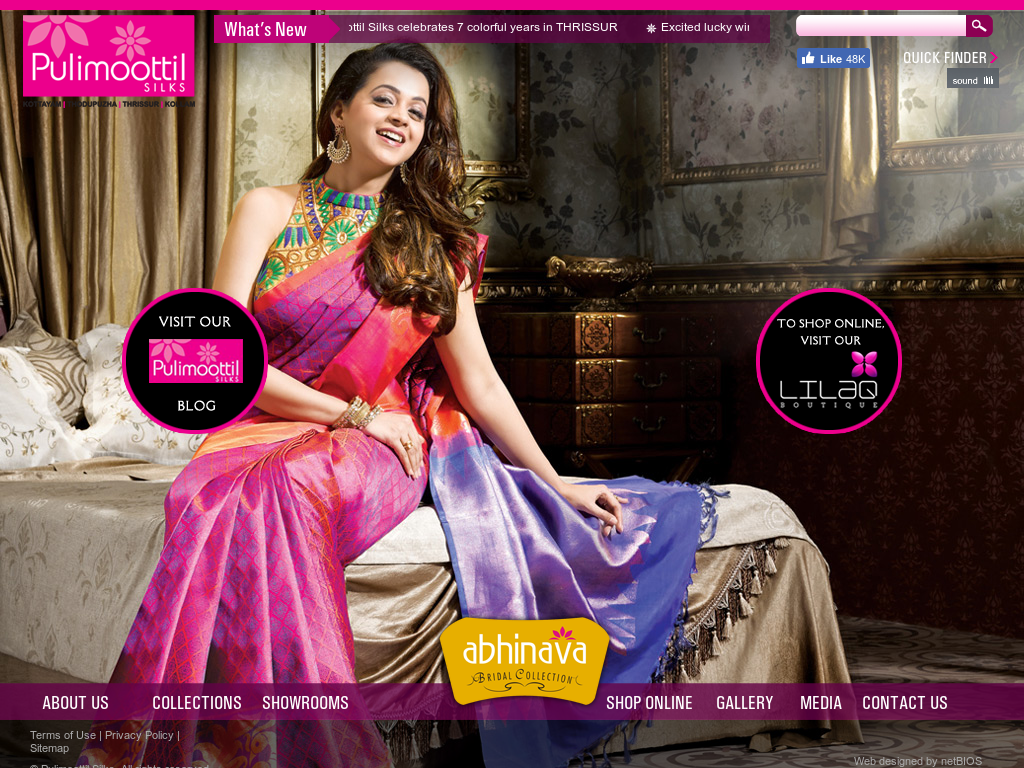 Pulimoottil
SILKS
KOTTAYAM | THODUPUZHA | THRISSUR | KOLLAM
What's New
ottil Silks celebrates 7 colorful years in THRISSUR
Excited lucky win
Like 48K
QUICK FINDER
sound
VISIT OUR
Pulimoottil
SILKS
BLOG
TO SHOP ONLINE,
VISIT OUR
LILAQ
BOUTIQUE
abhinava
BRIDAL COLLECTION
ABOUT US
COLLECTIONS
SHOWROOMS
SHOP ONLINE
GALLERY
MEDIA
CONTACT US
Terms of Use | Privacy Policy |
Sitemap
© Pulimoottil Silks. All rights reserved
Web designed by netBIOS